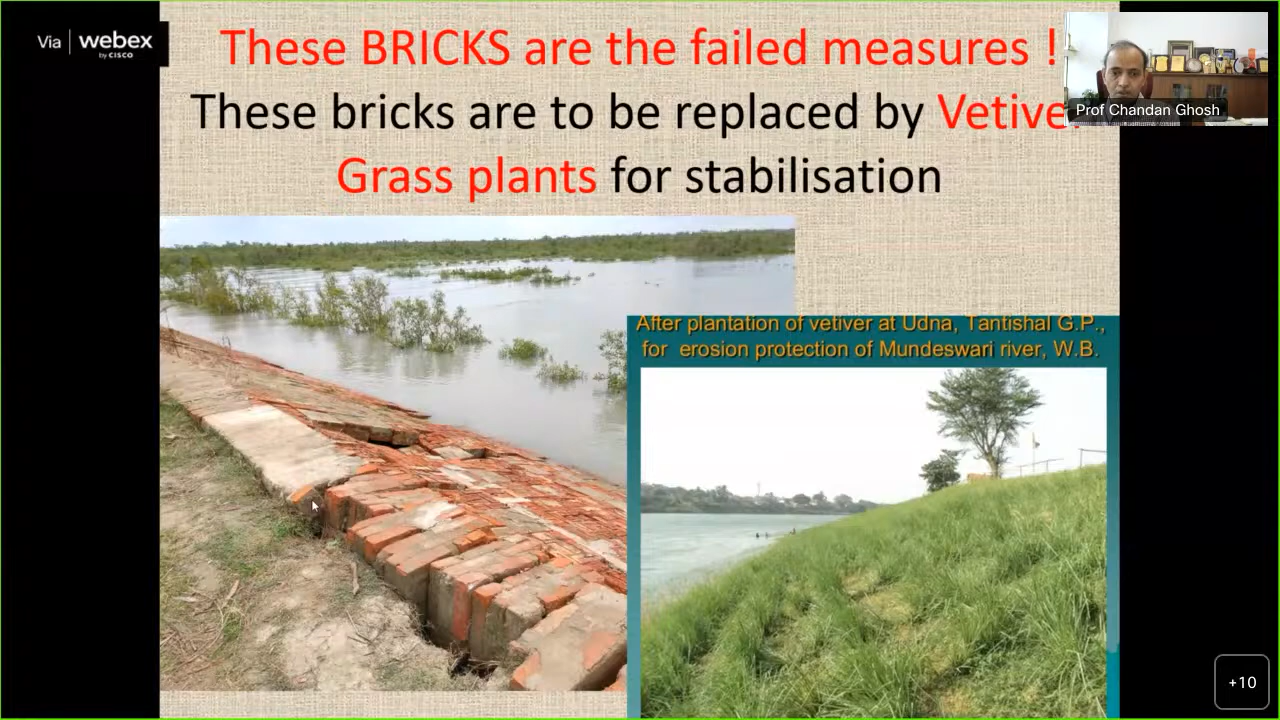 Via webex
by CISCO
These BRICKS are the failed measures !
These bricks are to be replaced by
Grass plants for stabilisation
Prof Chandan Ghosh
After plantation of vetiver at Udna, Tantishal G.P.,
for erosion protection of Mundeswari river, W.B.
+10